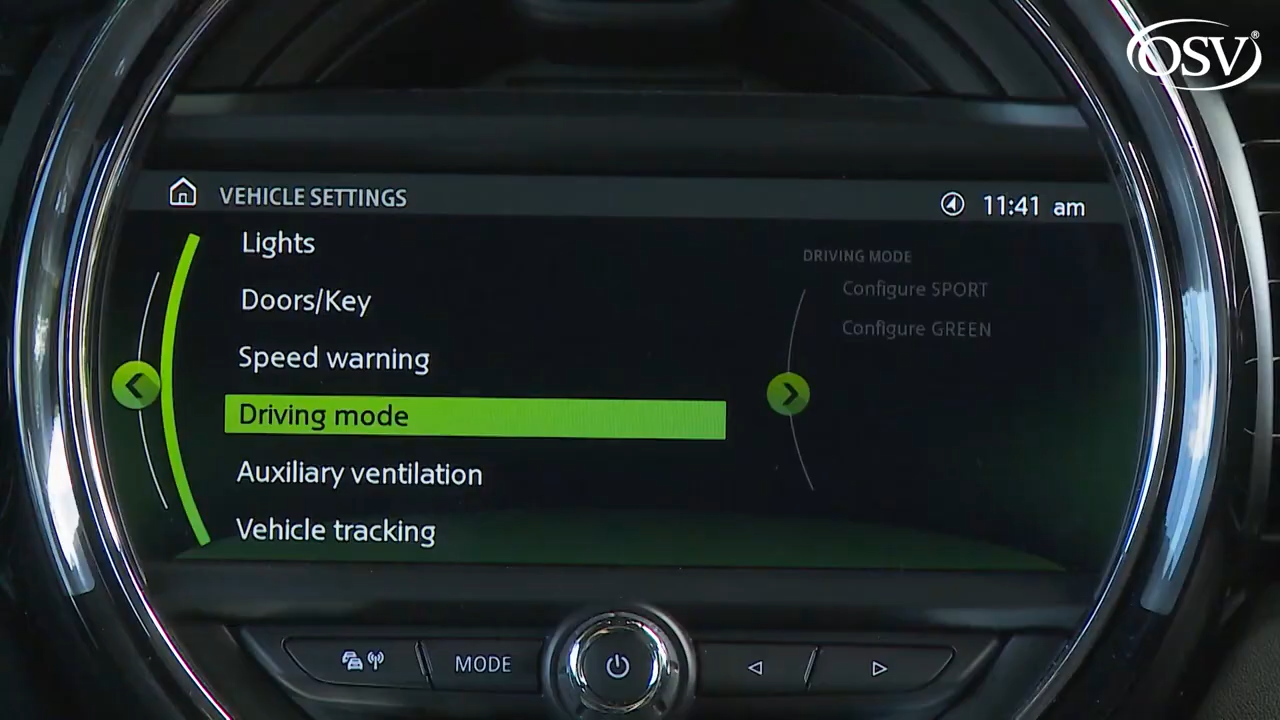 OSV®
VEHICLE SETTINGS
11:41 am
Lights
Doors/Key
Speed warning
Driving mode
Auxiliary ventilation
Vehicle tracking
DRIVING MODE
Configure SPORT
Configure GREEN
MODE